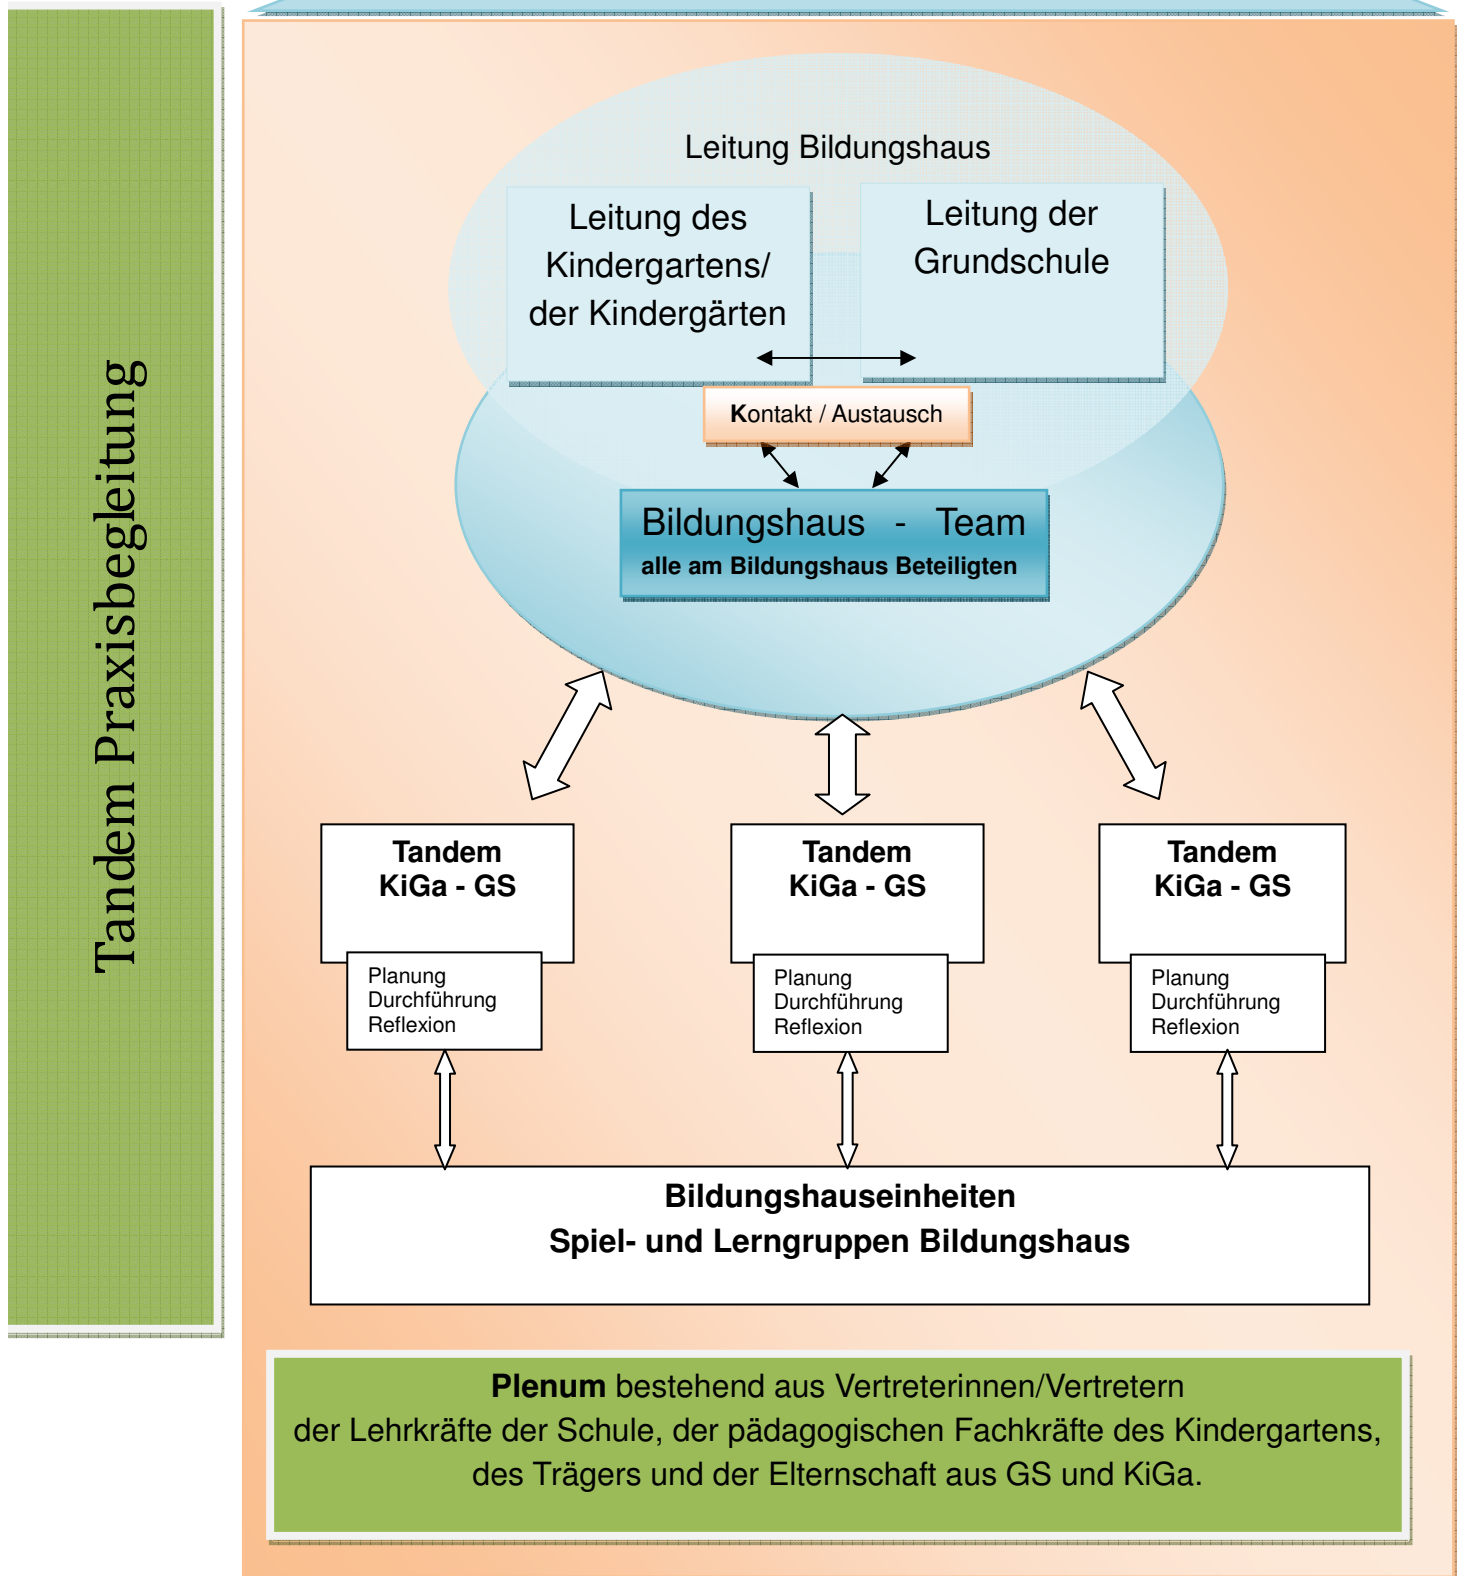 Tandem Praxisbegleitung
Leitung Bildungshaus
Leitung des
Kindergartens/
der Kindergärten
Leitung der
Grundschule
Kontakt / Austausch
Bildungshaus - Team
alle am Bildungshaus Beteiligten
Tandem
KiGa - GS
Planung
Durchführung
Reflexion
Tandem
KiGa - GS
Planung
Durchführung
Reflexion
Tandem
KiGa - GS
Planung
Durchführung
Reflexion
Bildungshauseinheiten
Spiel- und Lerngruppen Bildungshaus
Plenum bestehend aus Vertreterinnen/Vertretern
der Lehrkräfte der Schule, der pädagogischen Fachkräfte des Kindergartens,
des Trägers und der Elternschaft aus GS und KiGa.